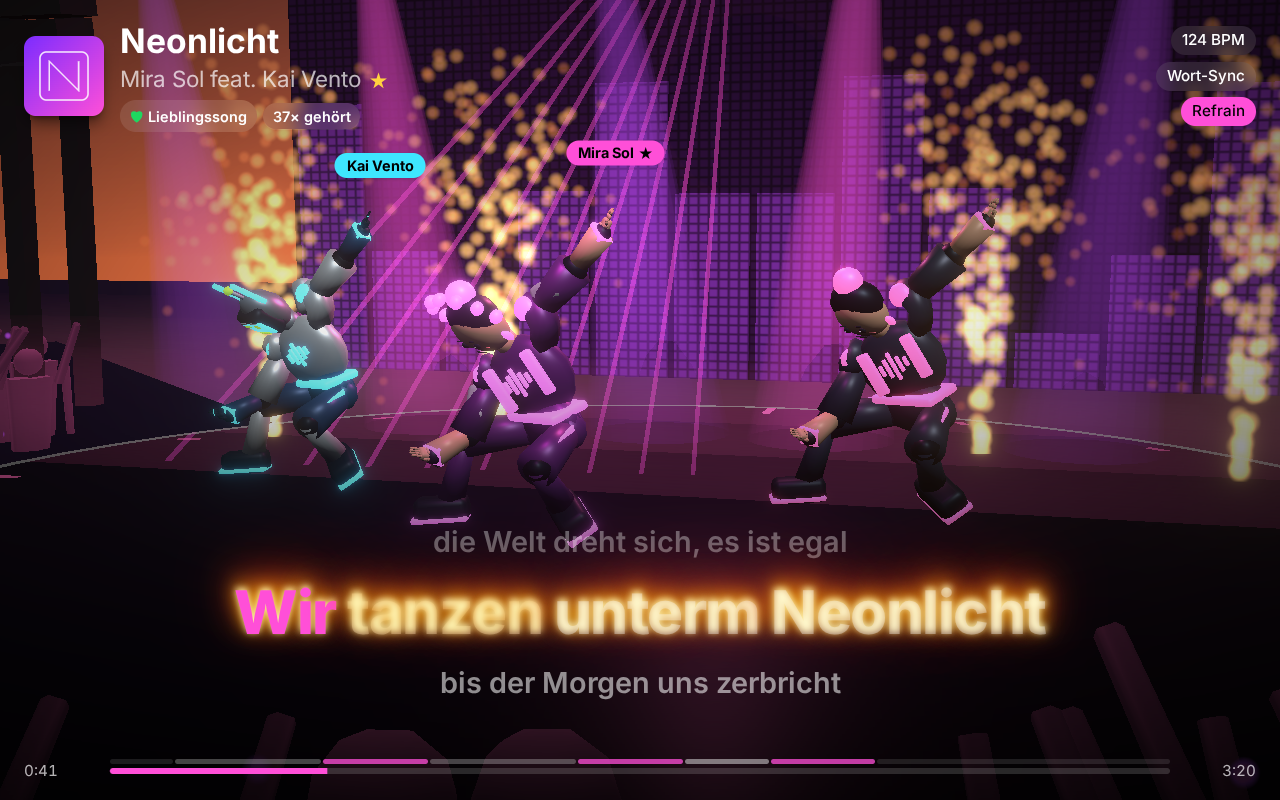 Neonlicht
Mira Sol feat. Kai Vento ★
Lieblingssong
37× gehört
124 BPM
Wort-Sync
Refrain
Kai Vento
Mira Sol ★
die Welt dreht sich, es ist egal
Wir tanzen unterm Neonlicht
bis der Morgen uns zerbricht
0:41
3:20